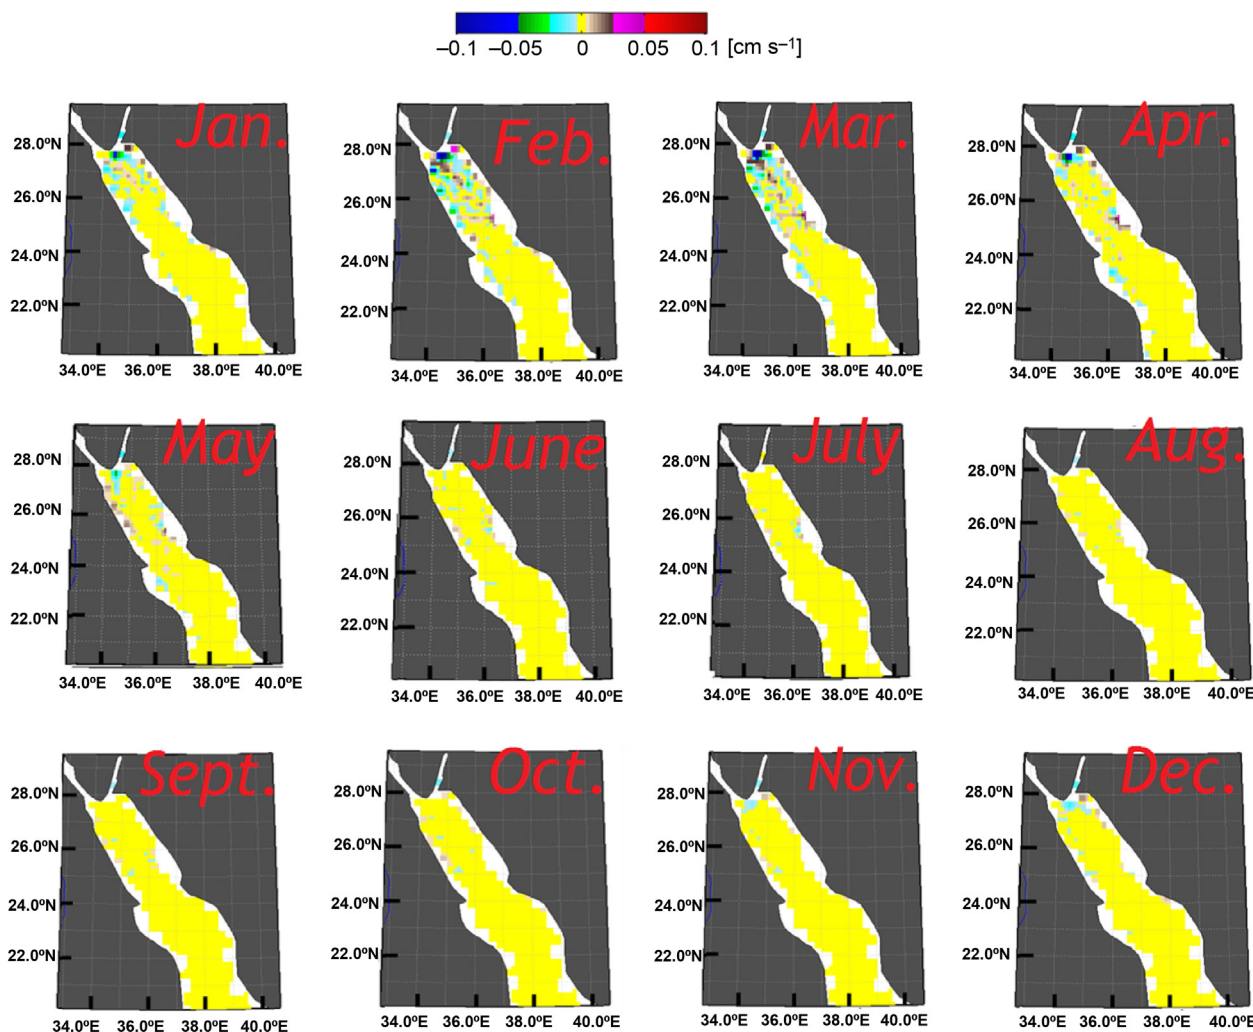 –0.1 –0.05 0 0.05 0.1 [cm s⁻¹]
Jan. Feb. Mar. Apr.
28.0ºN 28.0ºN 28.0ºN 28.0ºN
26.0ºN 26.0ºN 26.0ºN 26.0ºN
24.0ºN 24.0ºN 24.0ºN 24.0ºN
22.0ºN 22.0ºN 22.0ºN 22.0ºN
34.0ºE 36.0ºE 38.0ºE 40.0ºE 34.0ºE 36.0ºE 38.0ºE 40.0ºE 34.0ºE 36.0ºE 38.0ºE 40.0ºE 34.0ºE 36.0ºE 38.0ºE 40.0ºE
May June July Aug.
28.0ºN 28.0ºN 28.0ºN 28.0ºN
26.0ºN 26.0ºN 26.0ºN 26.0ºN
24.0ºN 24.0ºN 24.0ºN 24.0ºN
22.0ºN 22.0ºN 22.0ºN 22.0ºN
34.0ºE 36.0ºE 38.0ºE 40.0ºE 34.0ºE 36.0ºE 38.0ºE 40.0ºE 34.0ºE 36.0ºE 38.0ºE 40.0ºE 34.0ºE 36.0ºE 38.0ºE 40.0ºE
Sept. Oct. Nov. Dec.
28.0ºN 28.0ºN 28.0ºN 28.0ºN
26.0ºN 26.0ºN 26.0ºN 26.0ºN
24.0ºN 24.0ºN 24.0ºN 24.0ºN
22.0ºN 22.0ºN 22.0ºN 22.0ºN
34.0ºE 36.0ºE 38.0ºE 40.0ºE 34.0ºE 36.0ºE 38.0ºE 40.0ºE 34.0ºE 36.0ºE 38.0ºE 40.0ºE 34.0ºE 36.0ºE 38.0ºE 40.0ºE